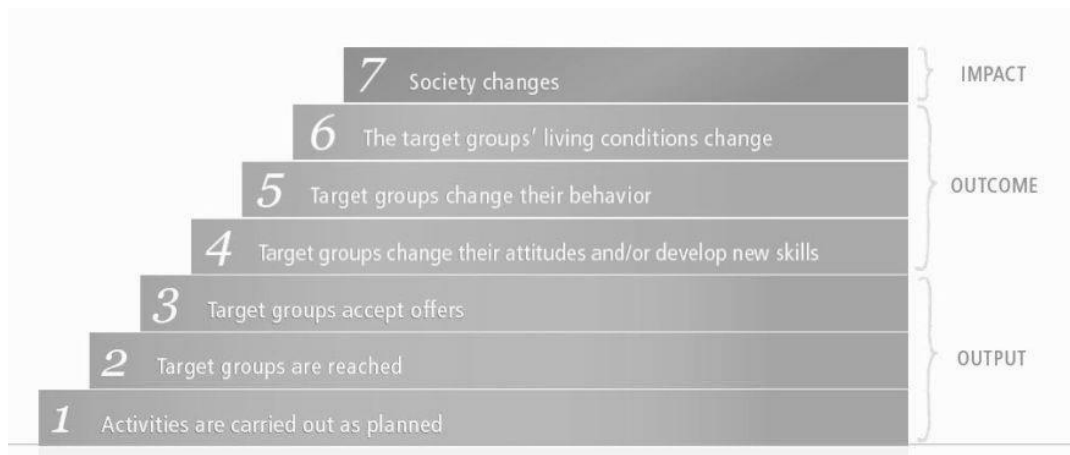 7 Society changes
IMPACT
6 The target groups' living conditions change
5 Target groups change their behavior
OUTCOME
4 Target groups change their attitudes and/or develop new skills
3 Target groups accept offers
2 Target groups are reached
OUTPUT
1 Activities are carried out as planned